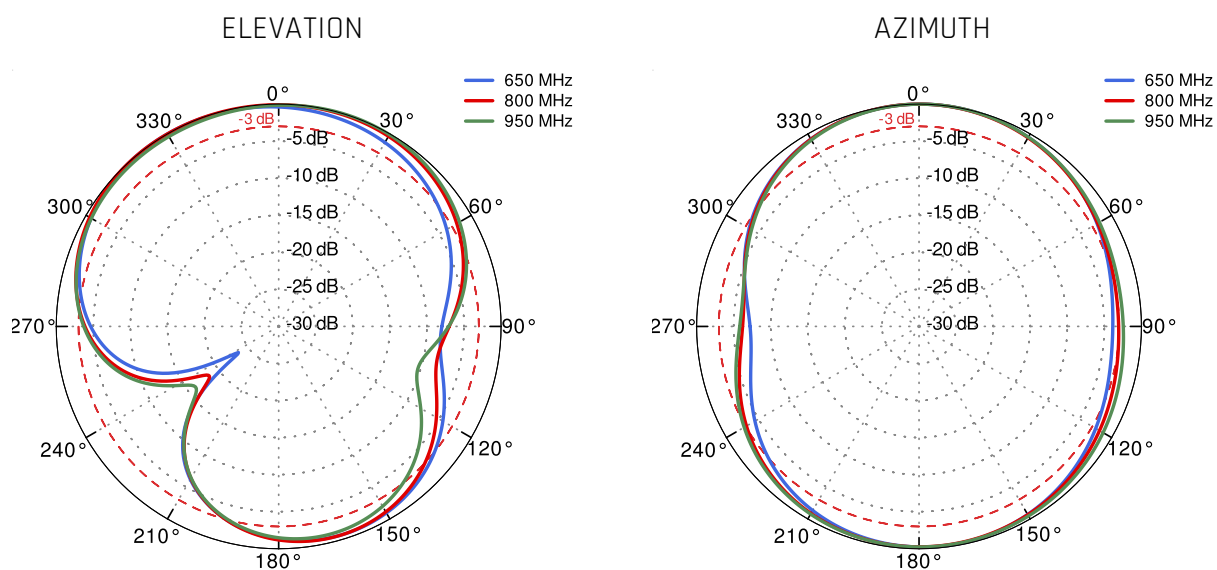 ELEVATION
650 MHz
800 MHz
950 MHz
0°
330°
-3 dB
30°
-5 dB
-10 dB
300°
60°
-15 dB
-20 dB
-25 dB
270°
-30 dB
90°
240°
120°
210°
150°
180°
AZIMUTH
650 MHz
800 MHz
950 MHz
0°
330°
-3 dB
30°
-5 dB
-10 dB
300°
60°
-15 dB
-20 dB
-25 dB
270°
-30 dB
90°
240°
120°
210°
150°
180°